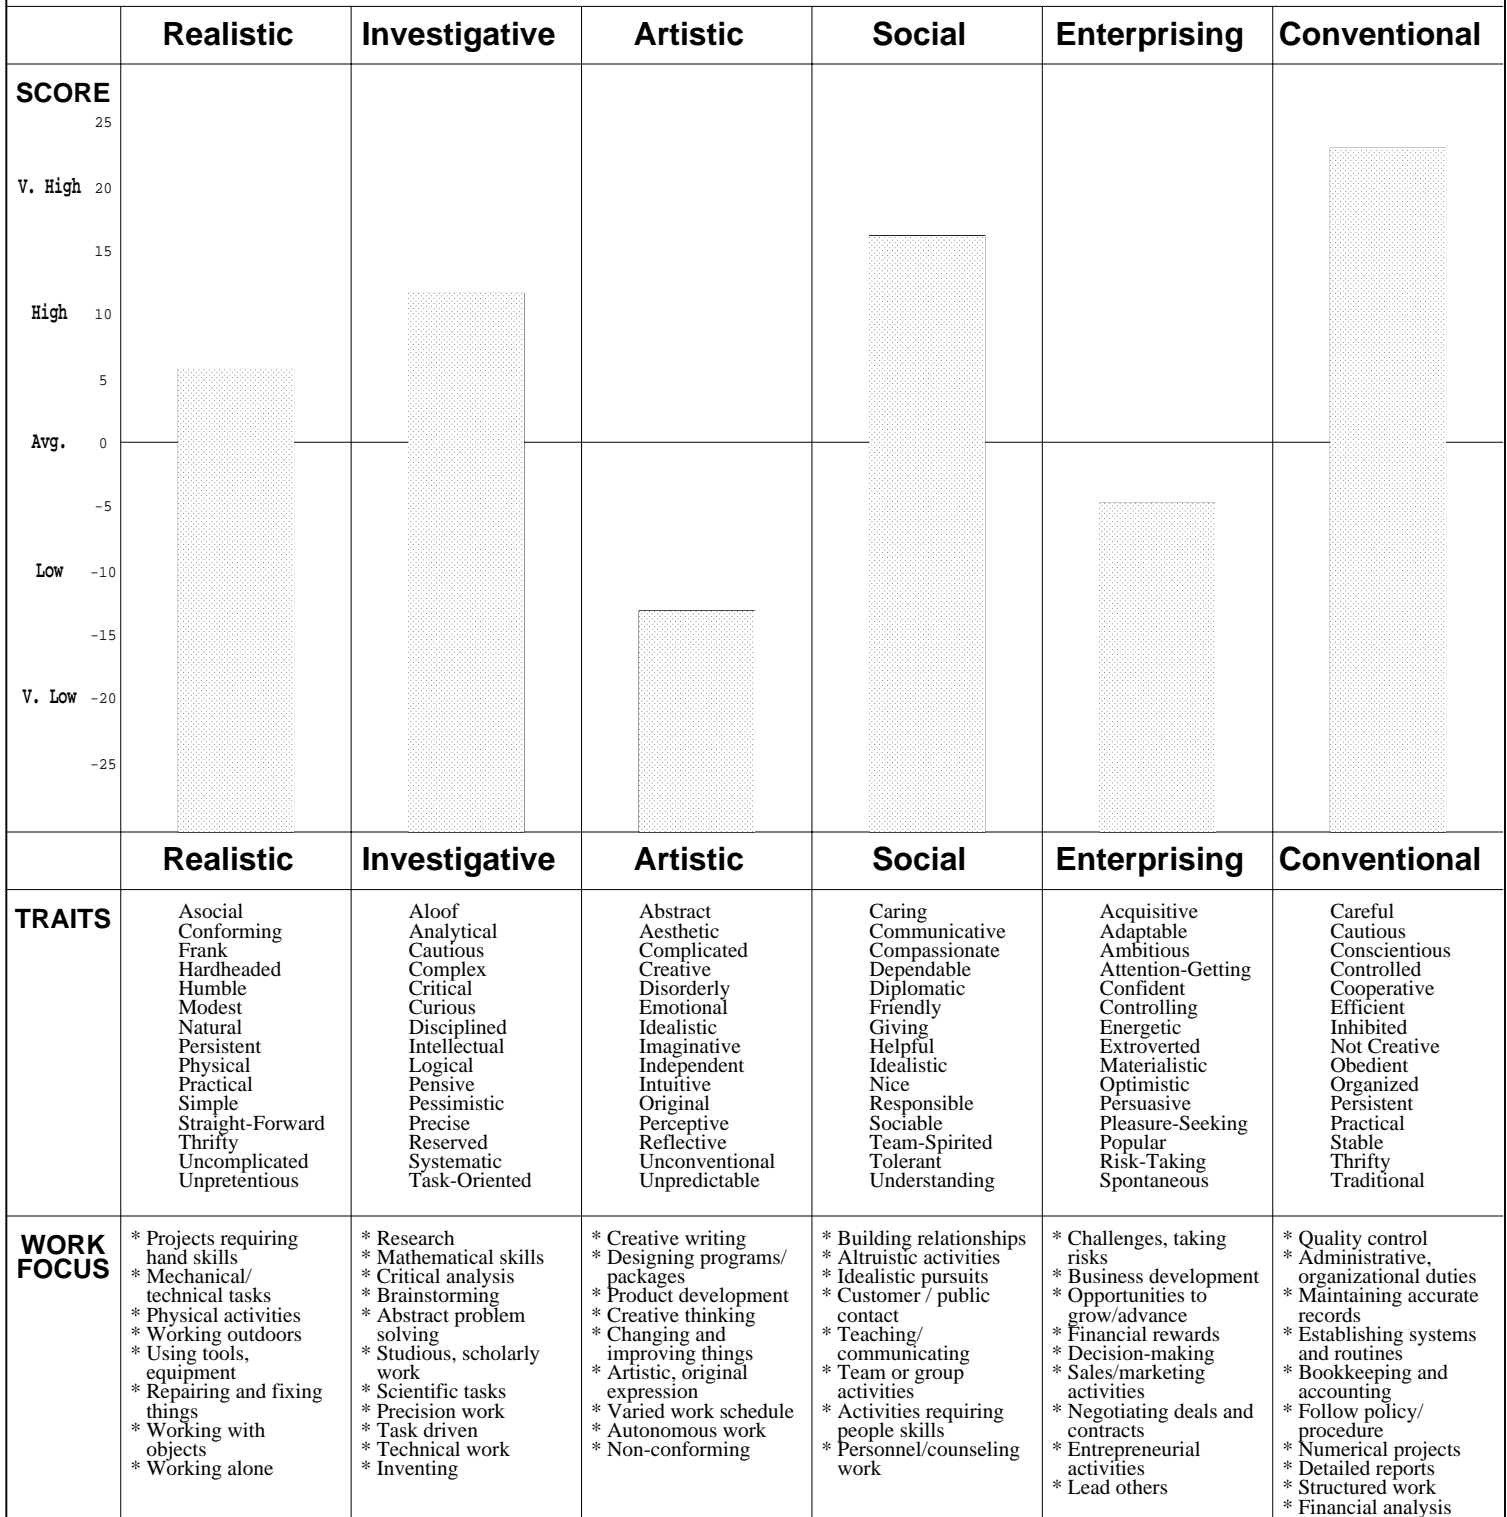 Realistic Investigative Artistic Social Enterprising Conventional
SCORE
25
V. High 20
15
High 10
5
Avg. 0
-5
Low -10
-15
V. Low -20
-25
Realistic Investigative Artistic Social Enterprising Conventional
TRAITS
Asocial
Conforming
Frank
Hardheaded
Humble
Modest
Natural
Persistent
Physical
Practical
Simple
Straight-Forward
Thrifty
Uncomplicated
Unpretentious
Aloof
Analytical
Cautious
Complex
Critical
Curious
Disciplined
Intellectual
Logical
Pensive
Pessimistic
Precise
Reserved
Systematic
Task-Oriented
Abstract
Aesthetic
Complicated
Creative
Disorderly
Emotional
Idealistic
Imaginative
Independent
Intuitive
Original
Perceptive
Reflective
Unconventional
Unpredictable
Caring
Communicative
Compassionate
Dependable
Diplomatic
Friendly
Giving
Helpful
Idealistic
Nice
Responsible
Sociable
Team-Spirited
Tolerant
Understanding
Acquisitive
Adaptable
Ambitious
Attention-Getting
Confident
Controlling
Energetic
Extroverted
Materialistic
Optimistic
Persuasive
Pleasure-Seeking
Popular
Risk-Taking
Spontaneous
Careful
Cautious
Conscientious
Controlled
Cooperative
Efficient
Inhibited
Not Creative
Obedient
Organized
Persistent
Practical
Stable
Thrifty
Traditional
WORK
FOCUS
* Projects requiring
hand skills
* Mechanical/
technical tasks
* Physical activities
* Working outdoors
* Using tools,
equipment
* Repairing and fixing
things
* Working with
objects
* Working alone
* Research
* Mathematical skills
* Critical analysis
* Brainstorming
* Abstract problem
solving
* Studious, scholarly
work
* Scientific tasks
* Precision work
* Task driven
* Technical work
* Inventing
* Creative writing
* Designing programs/
packages
* Product development
* Creative thinking
* Changing and
improving things
* Artistic, original
expression
* Varied work schedule
* Autonomous work
* Non-conforming
* Building relationships
* Altruistic activities
* Idealistic pursuits
* Customer / public
contact
* Teaching/
communicating
* Team or group
activities
* Activities requiring
people skills
* Personnel/counseling
work
* Challenges, taking
risks
* Business development
* Opportunities to
grow/advance
* Financial rewards
* Decision-making
* Sales/marketing
activities
* Negotiating deals and
contracts
* Entrepreneurial
activities
* Lead others
* Quality control
* Administrative,
organizational duties
* Maintaining accurate
records
* Establishing systems
and routines
* Bookkeeping and
accounting
* Follow policy/
procedure
* Numerical projects
* Detailed reports
* Structured work
* Financial analysis